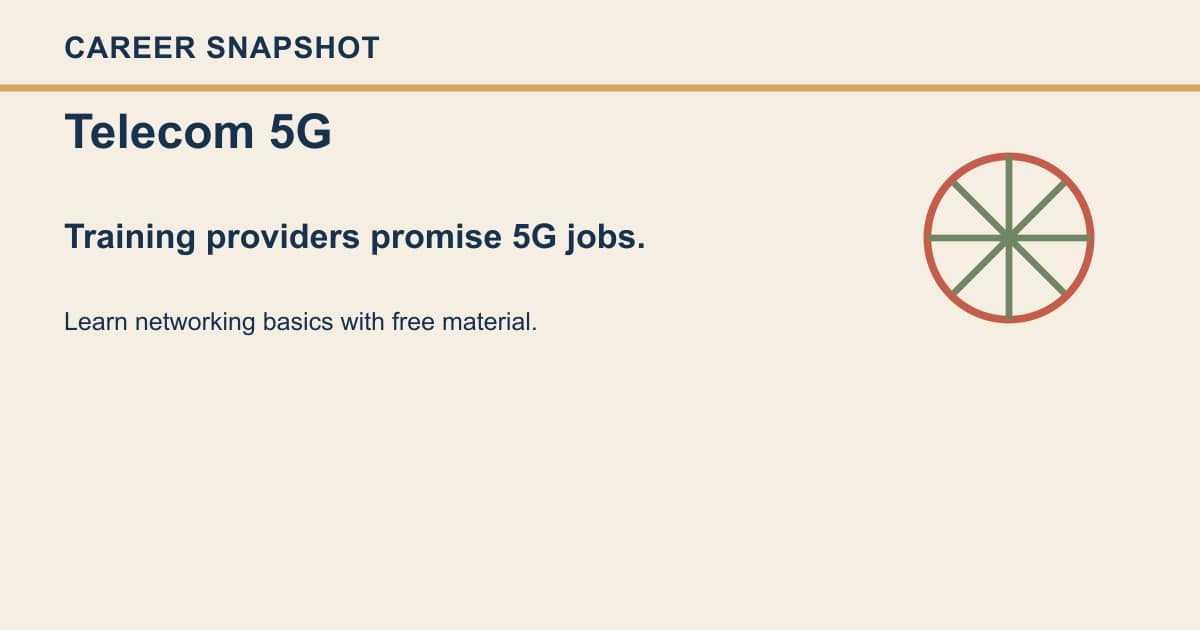 CAREER SNAPSHOT
Telecom 5G
Training providers promise 5G jobs.
Learn networking basics with free material.